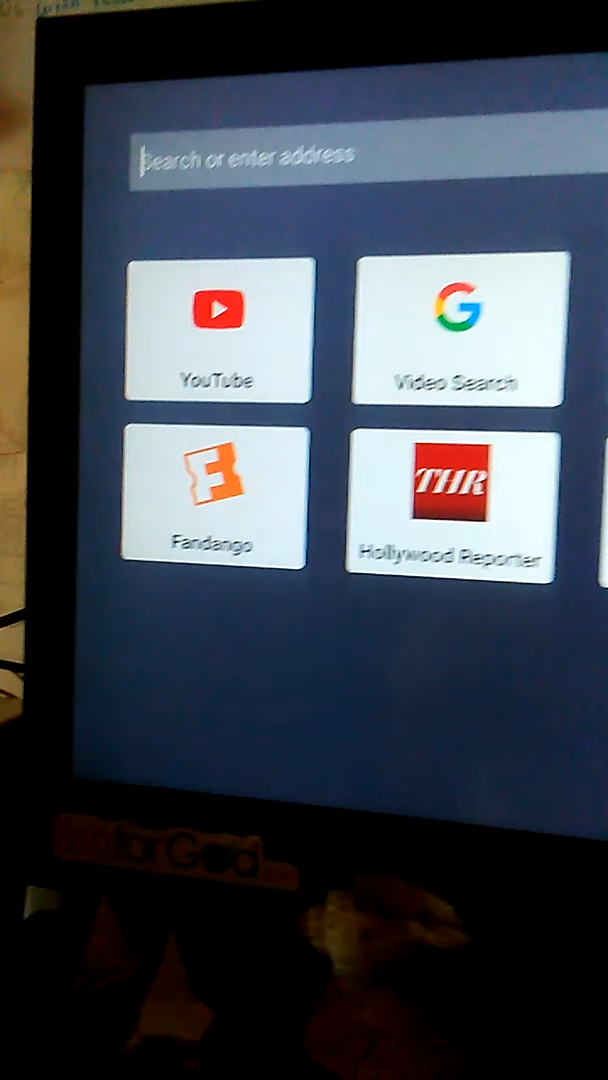 Search or enter address
YouTube
G
Video Search
F
Fandango
THR
Hollywood Reporter